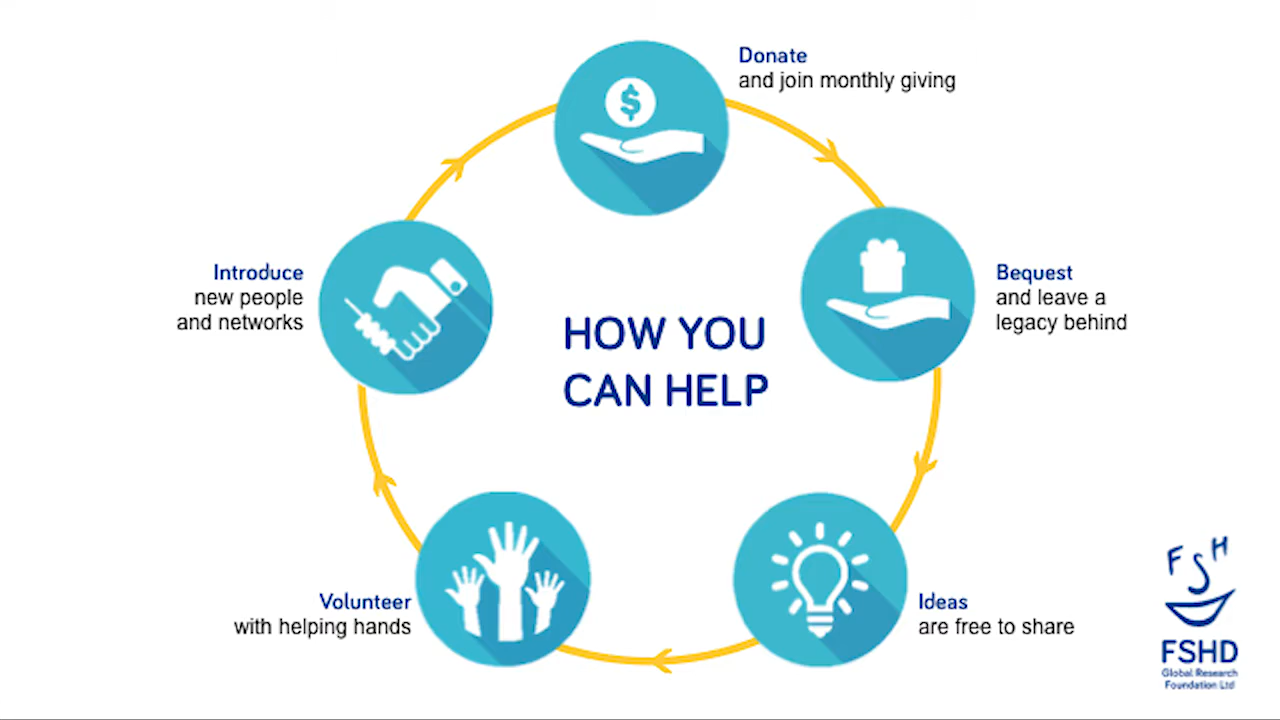 Donate
and join monthly giving
Bequest
and leave a
legacy behind
Ideas
are free to share
Volunteer
with helping hands
Introduce
new people
and networks
HOW YOU
CAN HELP
$
F S H
FSHD
Global Research
Foundation Ltd